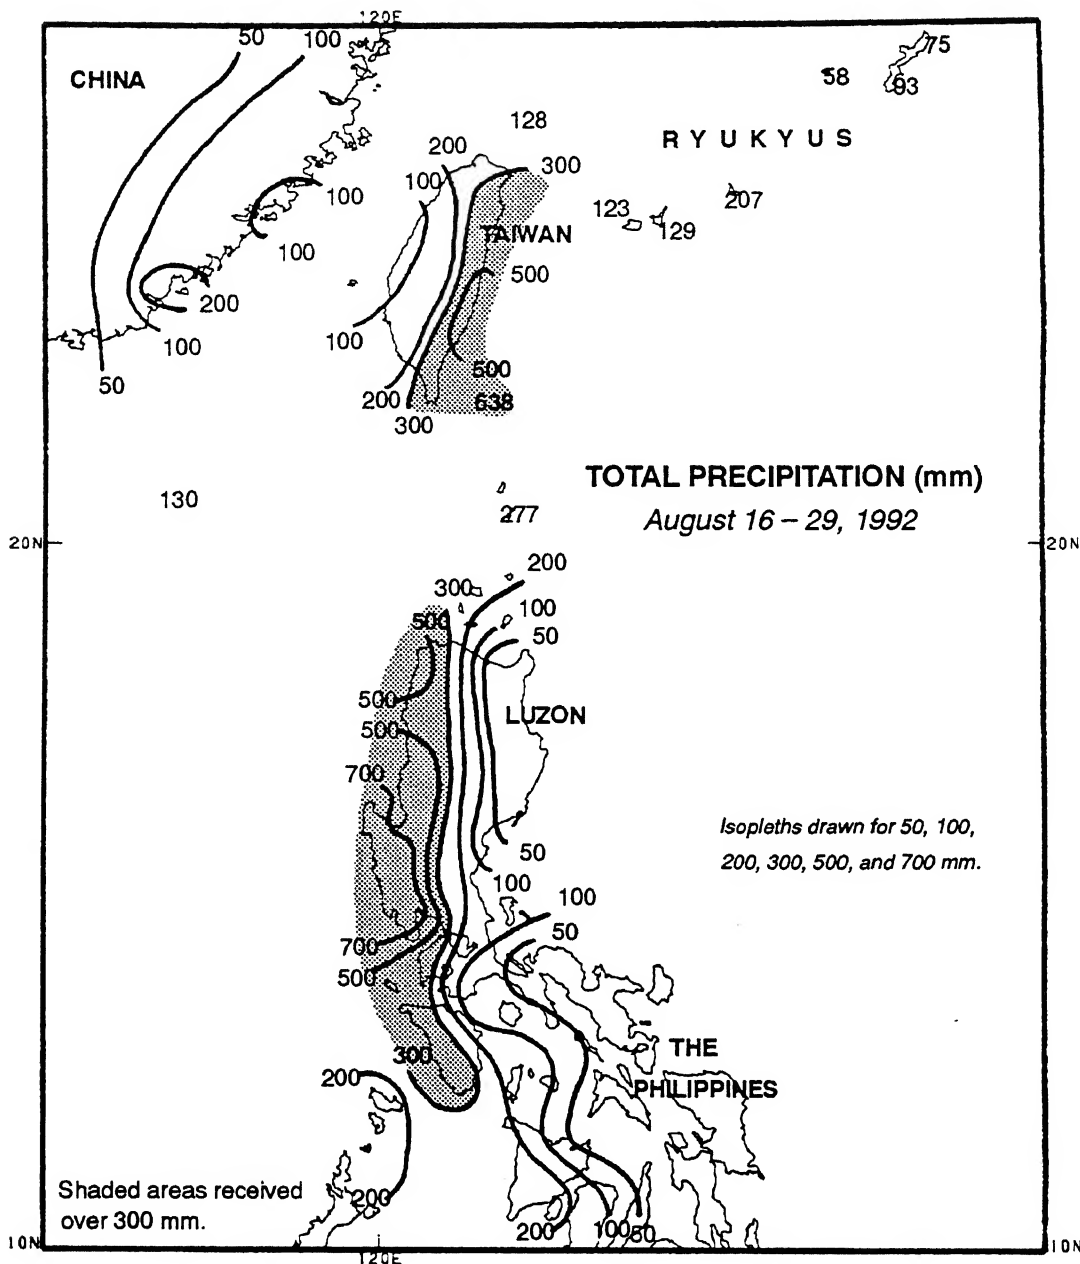 120E
50
100
75
CHINA
58
93
128
RYUKYUS
200
300
100
100
207
123
129
TAIWAN
100
500
200
100
100
500
50
200
638
300
TOTAL PRECIPITATION (mm)
130
277
August 16 – 29, 1992
20N
20N
200
300
100
500
50
500
LUZON
500
700
Isopleths drawn for 50, 100,
50
200, 300, 500, and 700 mm.
100
100
50
700
500
THE
300
200
PHILIPPINES
Shaded areas received
200
over 300 mm.
200
100
50
10N
10N
120E